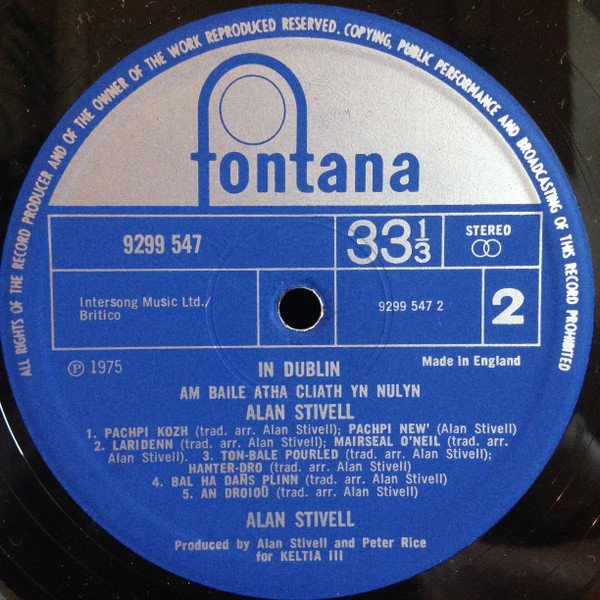 ALL RIGHTS OF THE RECORD PRODUCER AND OF THE OWNER OF THE WORK REPRODUCED RESERVED. COPYING, PUBLIC PERFORMANCE AND BROADCASTING OF THIS RECORD PROHIBITED
fontana
9299 547
33 1/3
STEREO
Intersong Music Ltd./
Britico
9299 547 2
2
Ⓟ 1975
IN DUBLIN
Made in England
AM BAILE ATHA CLIATH YN NULYN
ALAN STIVELL
1. PACHPI KOZH (trad. arr. Alan Stivell); PACHPI NEW' (Alan Stivell)
2. LARIDENN (trad. arr. Alan Stivell); MAIRSEAL O'NEIL (trad. arr.
Alan Stivell). 3. TON-BALE POURLED (trad. arr. Alan Stivell);
HANTER-DRO (trad. arr. Alan Stivell)
4. BAL HA DAÑS PLINN (trad. arr. Alan Stivell)
5. AN DROIOÙ (trad. arr. Alan Stivell)
ALAN STIVELL
Produced by Alan Stivell and Peter Rice
for KELTIA III